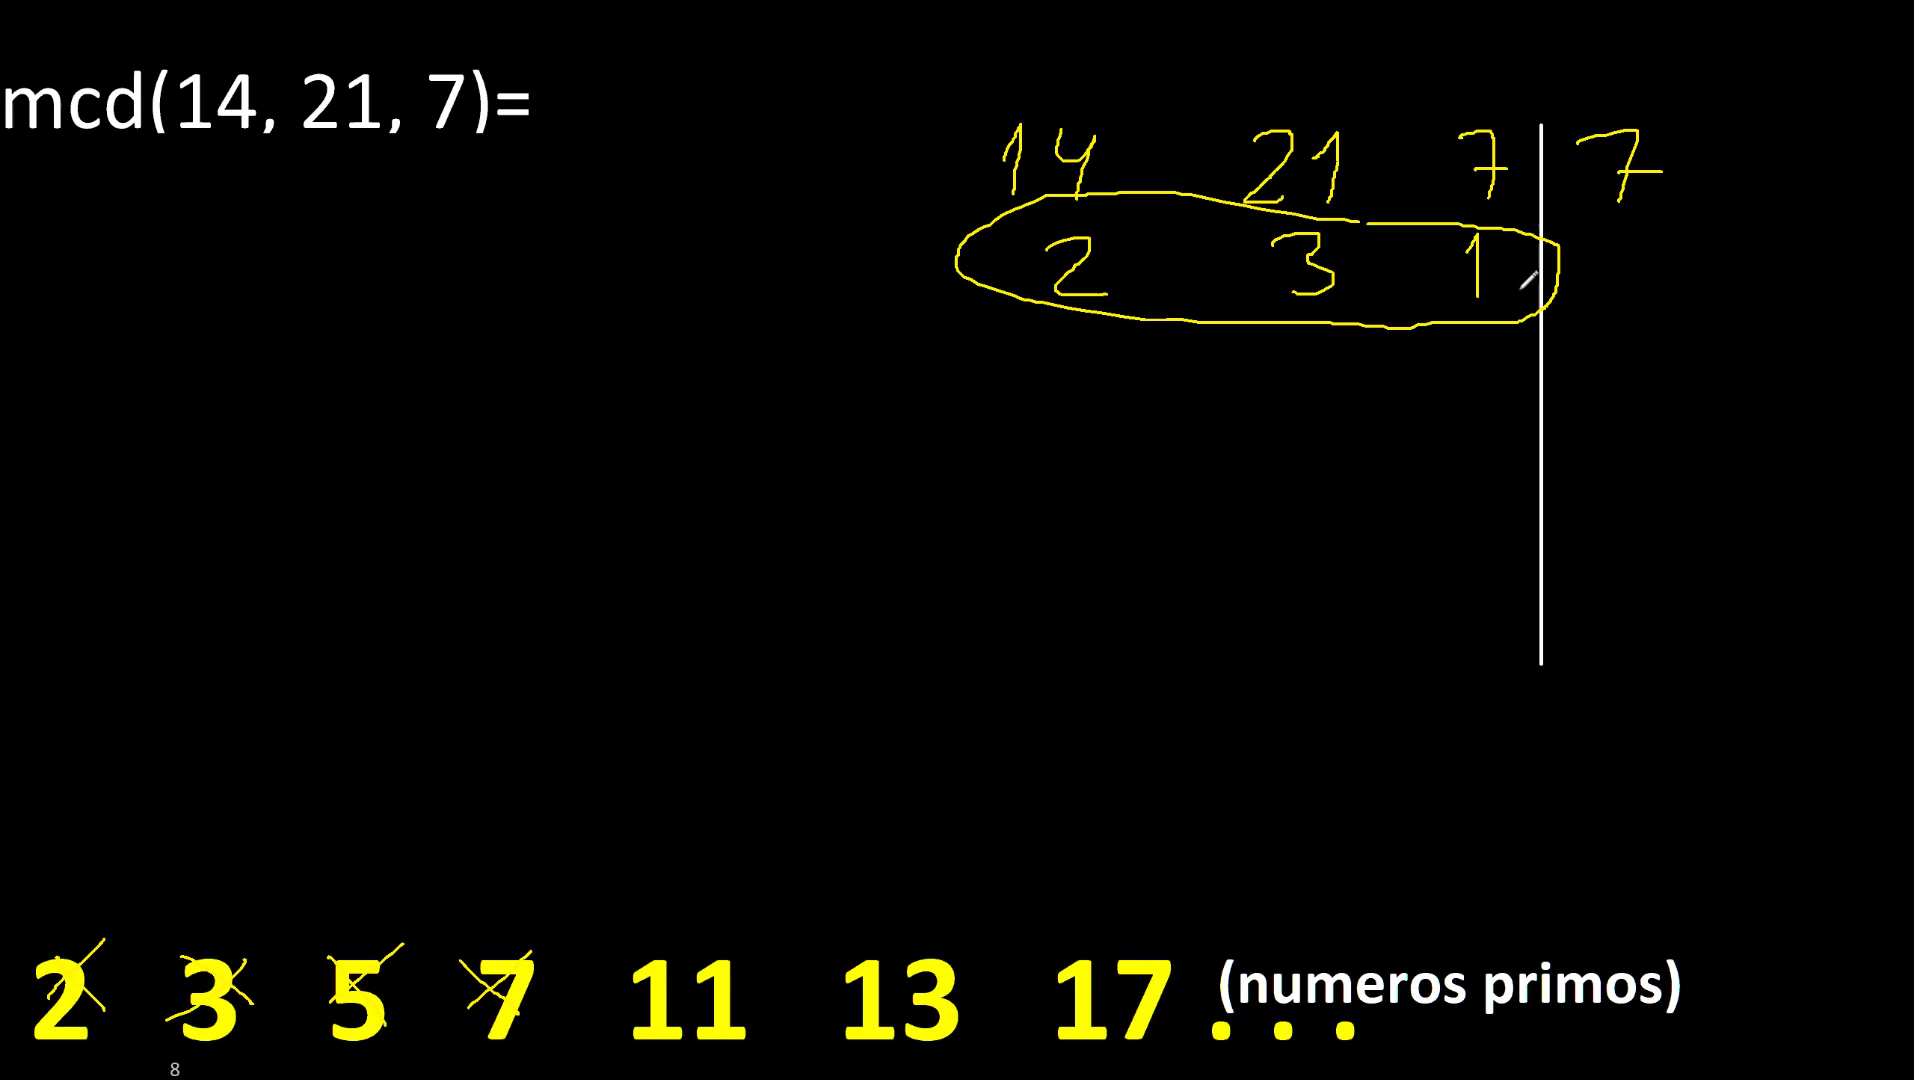 mcd(14, 21, 7)=
14 21 7 7
2 3 1
2 3 5 7 11 13 17 . . . (numeros primos)
8